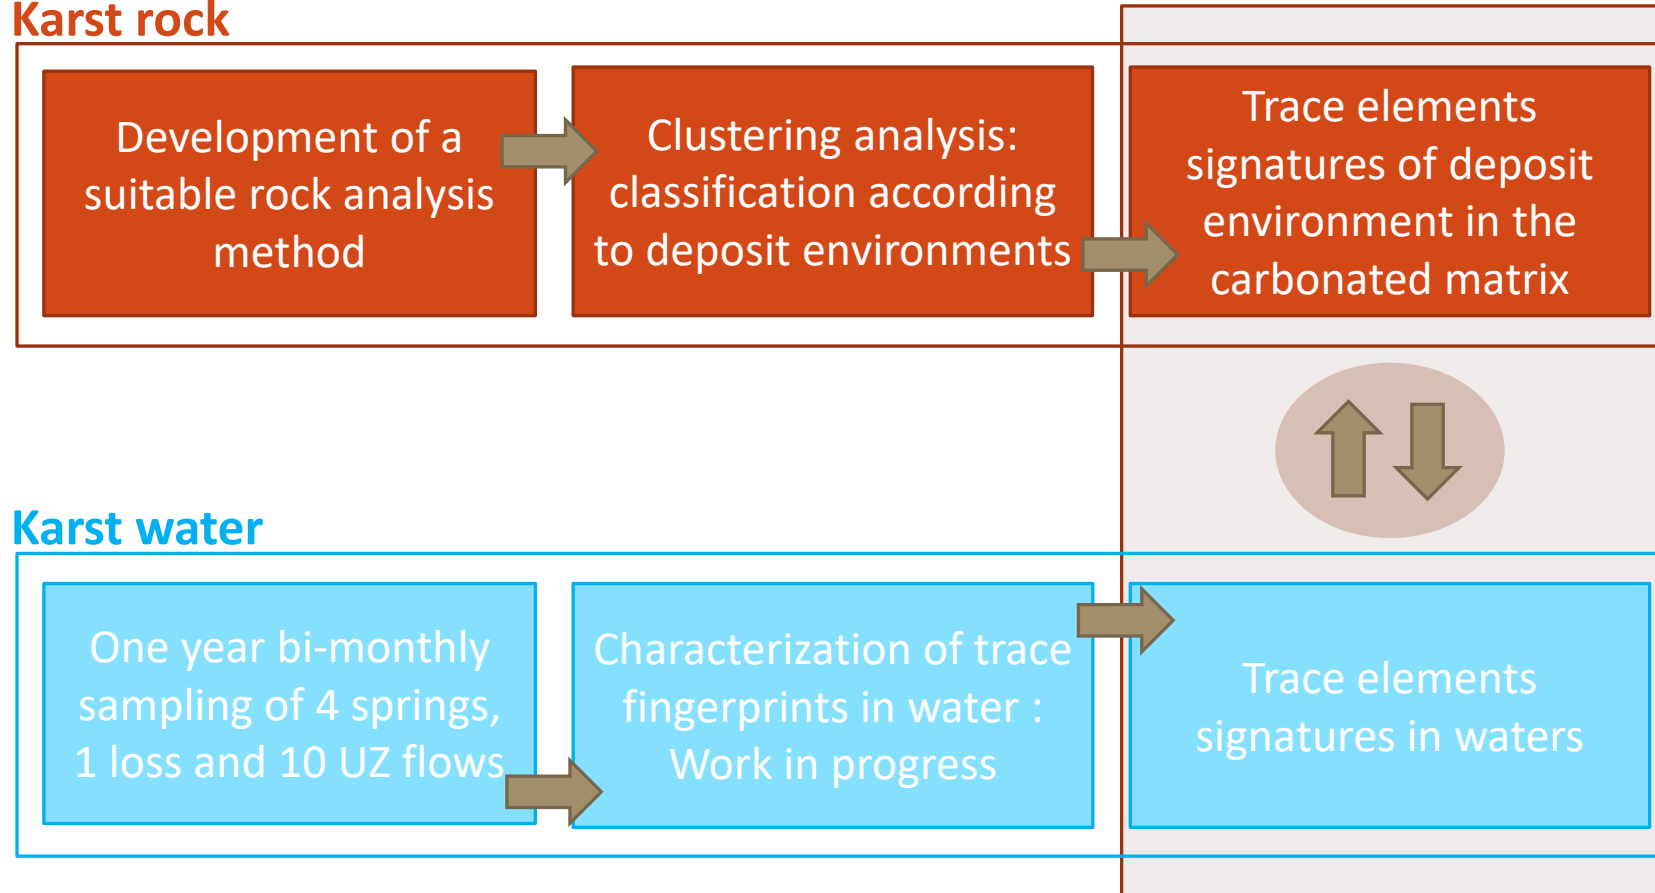 Karst rock
Development of a
suitable rock analysis
method
Clustering analysis:
classification according
to deposit environments
Trace elements
signatures of deposit
environment in the
carbonated matrix
Karst water
One year bi-monthly
sampling of 4 springs,
1 loss and 10 UZ flows
Characterization of trace
fingerprints in water :
Work in progress
Trace elements
signatures in waters